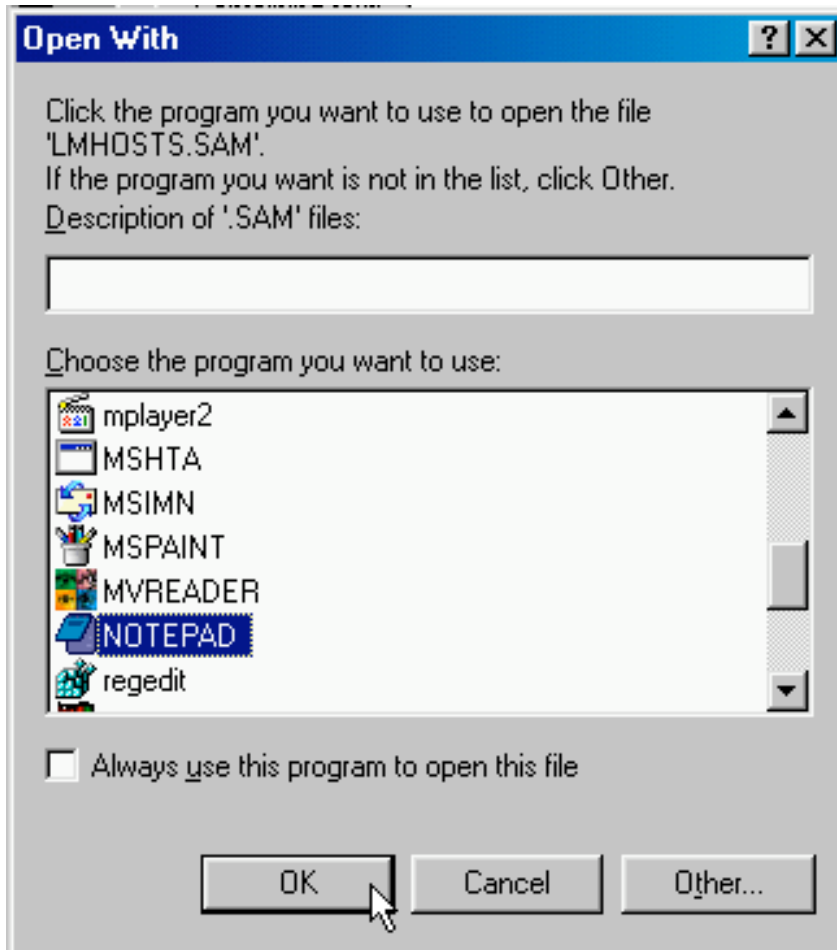 Open With
Click the program you want to use to open the file
'LMHOSTS.SAM'.
If the program you want is not in the list, click Other.
Description of '.SAM' files:
Choose the program you want to use:
mplayer2
MSHTA
MSIMN
MSPAINT
MVREADER
NOTEPAD
regedit
Always use this program to open this file
OK
Cancel
Other...